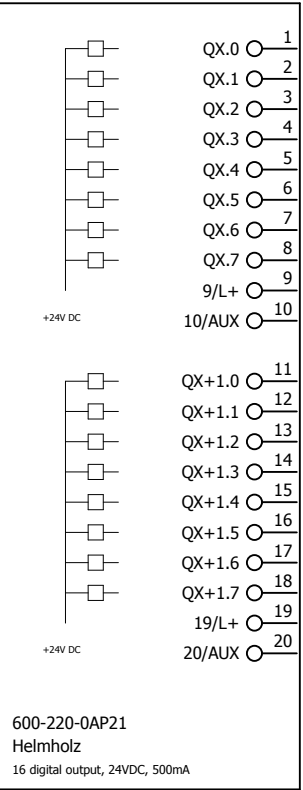 QX.0 1
QX.1 2
QX.2 3
QX.3 4
QX.4 5
QX.5 6
QX.6 7
QX.7 8
9/L+ 9
+24V DC 10/AUX 10
QX+1.0 11
QX+1.1 12
QX+1.2 13
QX+1.3 14
QX+1.4 15
QX+1.5 16
QX+1.6 17
QX+1.7 18
19/L+ 19
+24V DC 20/AUX 20
600-220-0AP21
Helmholz
16 digital output, 24VDC, 500mA